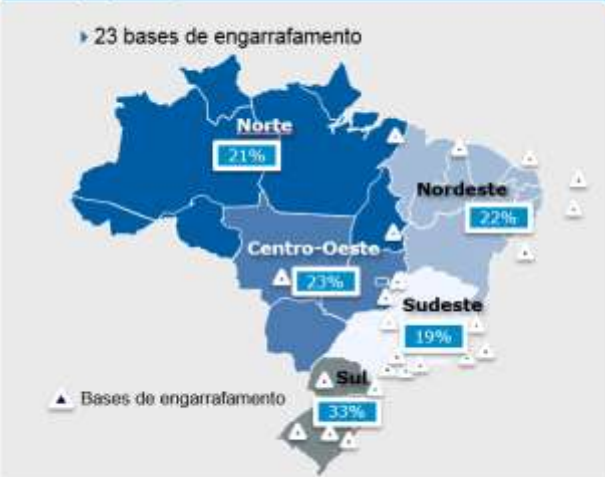 23 bases de engarrafamento
Norte
21%
Nordeste
22%
Centro-Oeste
23%
Sudeste
19%
Sul
33%
Bases de engarrafamento